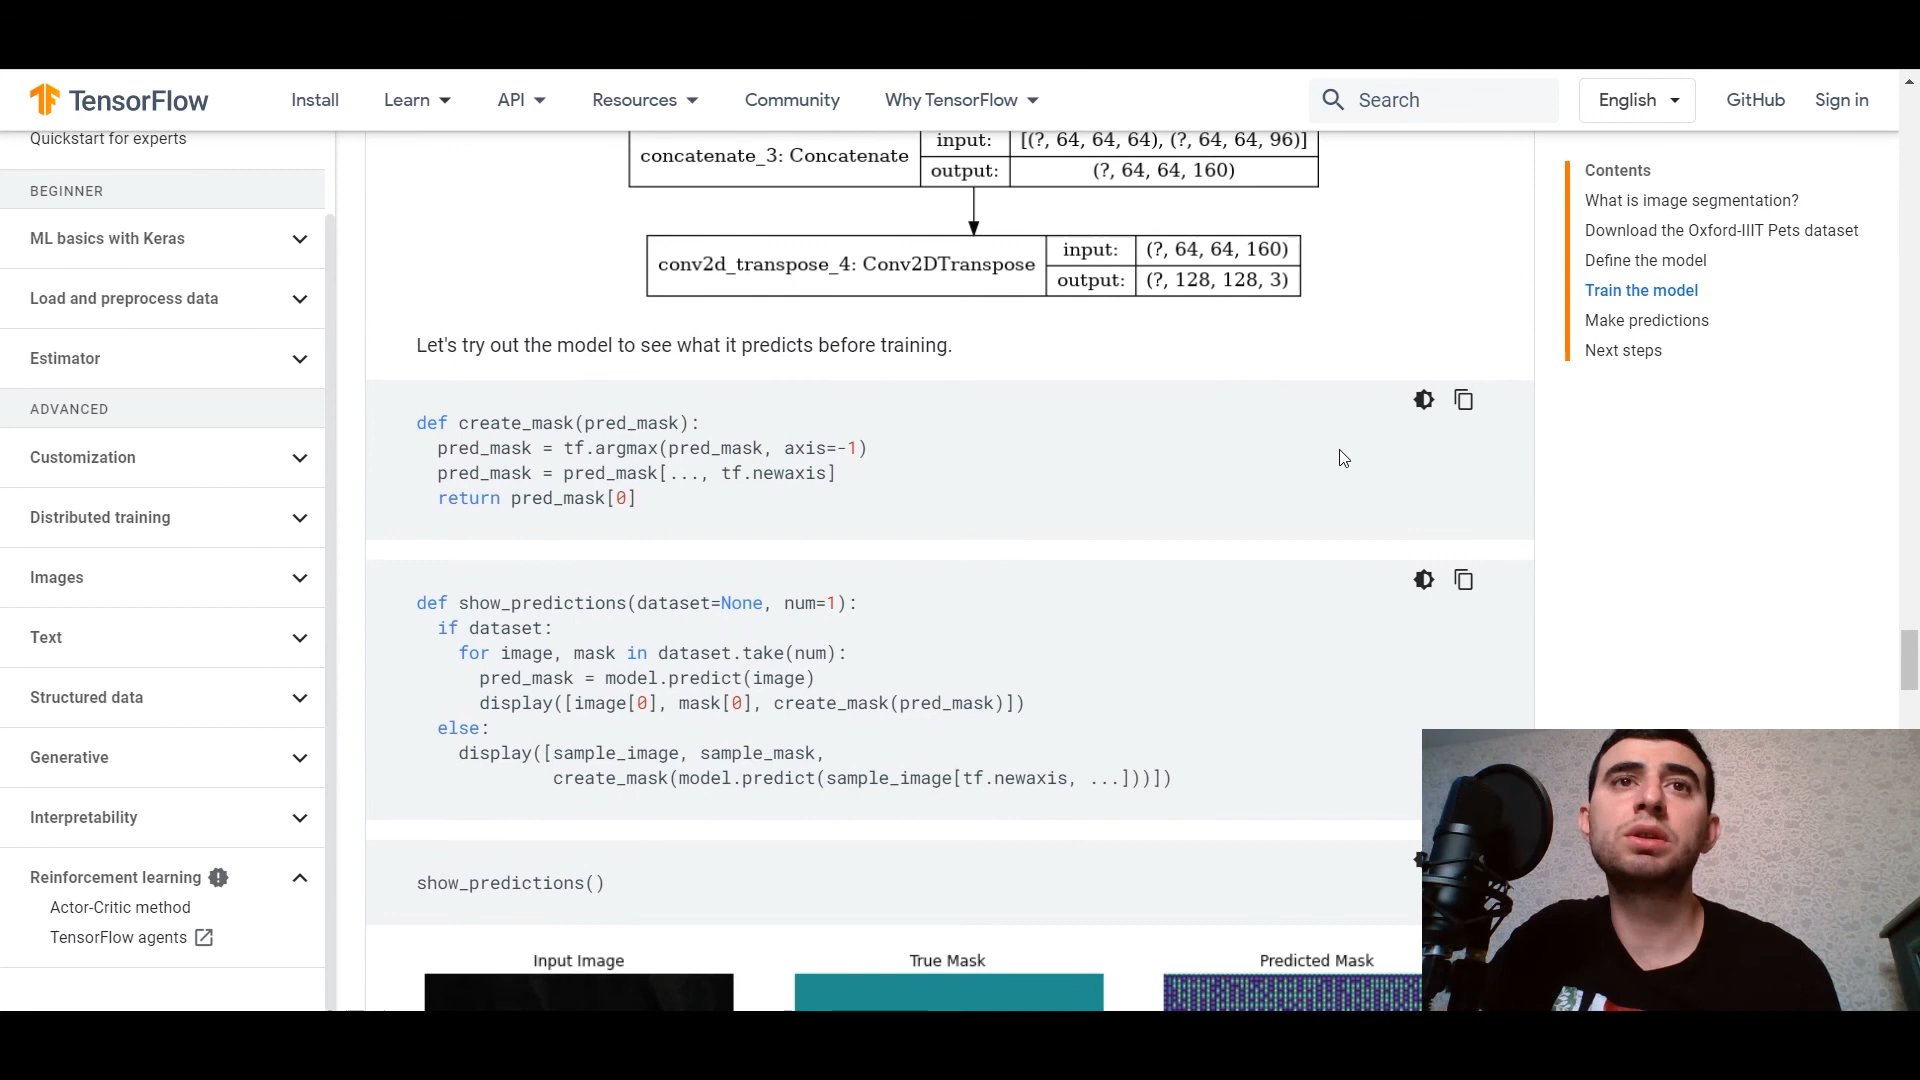 TensorFlow
Install
Learn
API
Resources
Community
Why TensorFlow
Search
English
GitHub
Sign in
Quickstart for experts
BEGINNER
ML basics with Keras
Load and preprocess data
Estimator
ADVANCED
Customization
Distributed training
Images
Text
Structured data
Generative
Interpretability
Reinforcement learning
Actor-Critic method
TensorFlow agents
concatenate_3: Concatenate
input:
[(?, 64, 64, 64), (?, 64, 64, 96)]
output:
(?, 64, 64, 160)
conv2d_transpose_4: Conv2DTranspose
input:
(?, 64, 64, 160)
output:
(?, 128, 128, 3)
Let's try out the model to see what it predicts before training.
def create_mask(pred_mask):
  pred_mask = tf.argmax(pred_mask, axis=-1)
  pred_mask = pred_mask[..., tf.newaxis]
  return pred_mask[0]
def show_predictions(dataset=None, num=1):
  if dataset:
    for image, mask in dataset.take(num):
      pred_mask = model.predict(image)
      display([image[0], mask[0], create_mask(pred_mask)])
  else:
    display([sample_image, sample_mask,
             create_mask(model.predict(sample_image[tf.newaxis, ...]))])
show_predictions()
Input Image
True Mask
Predicted Mask
Contents
What is image segmentation?
Download the Oxford-IIIT Pets dataset
Define the model
Train the model
Make predictions
Next steps